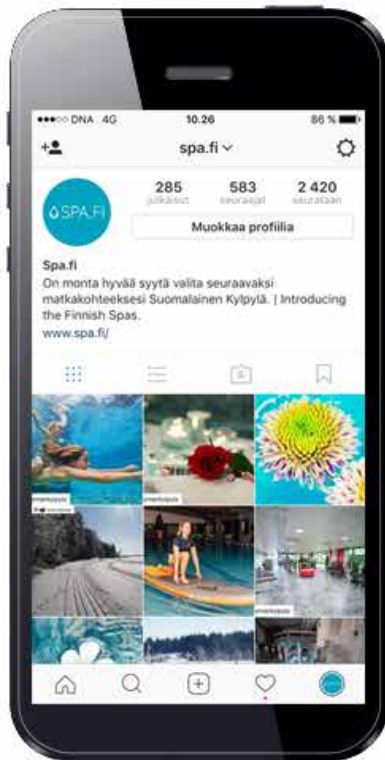 DNA 4G 10.26 86 %
spa.fi
SPA.FI
285 583 2 420
julkaisut seuraajat seurataan
Muokkaa profiilia
Spa.fi
On monta hyvää syytä valita seuraavaksi
matkakohteeksesi Suomalainen Kylpylä. | Introducing
the Finnish Spas.
www.spa.fi/